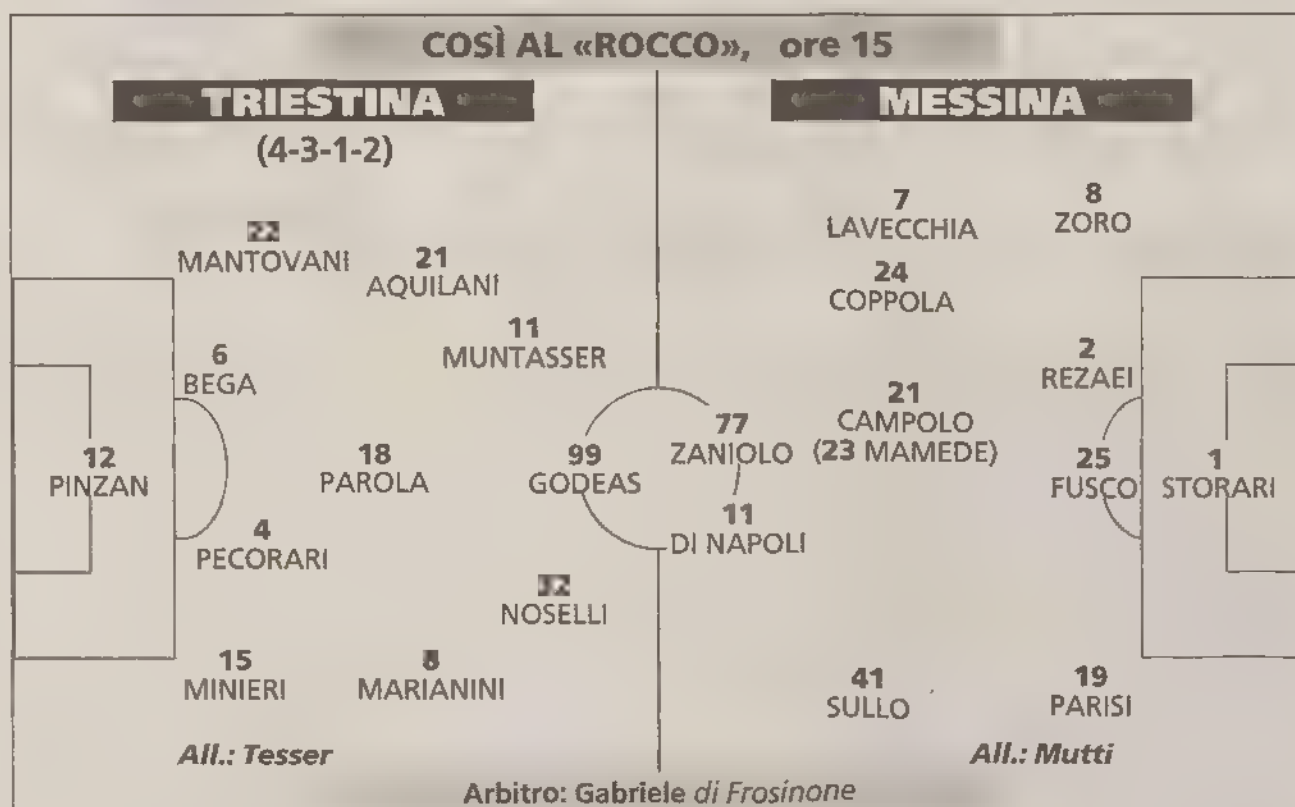 COSÌ AL «ROCCO», ore 15
TRIESTINA
(4-3-1-2)
MANTOVANI
21
AQUILANI
11
MUNTASSER
6
BEGA
12
PINZAN
18
PAROLA
99
GODEAS
4
PECORARI
NOSELLI
15
MINIERI
8
MARIANINI
All.: Tesser
MESSINA
7
LAVECCHIA
8
ZORO
24
COPPOLA
2
REZAEI
21
CAMPOLO
(23 MAMEDE)
77
ZANIOLO
25
FUSCO
1
STORARI
11
DI NAPOLI
41
SULLO
19
PARISI
All.: Mutti
Arbitro: Gabriele di Frosinone